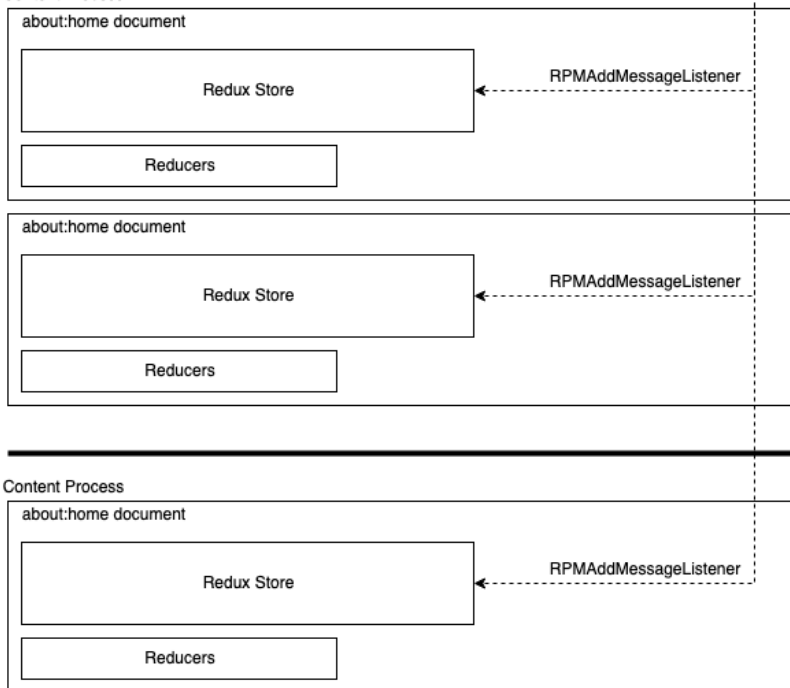 about:home document
Redux Store
RPMAddMessageListener
Reducers
about:home document
Redux Store
RPMAddMessageListener
Reducers
Content Process
about:home document
Redux Store
RPMAddMessageListener
Reducers